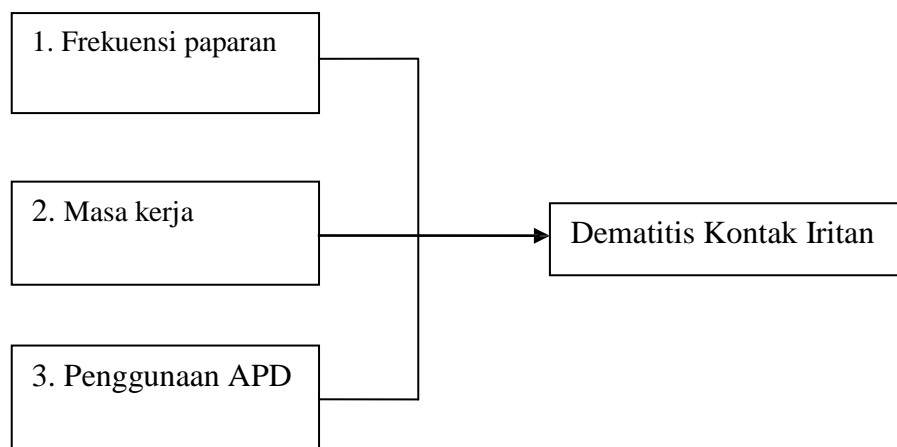 1. Frekuensi paparan
2. Masa kerja
Dematitis Kontak Iritan
3. Penggunaan APD